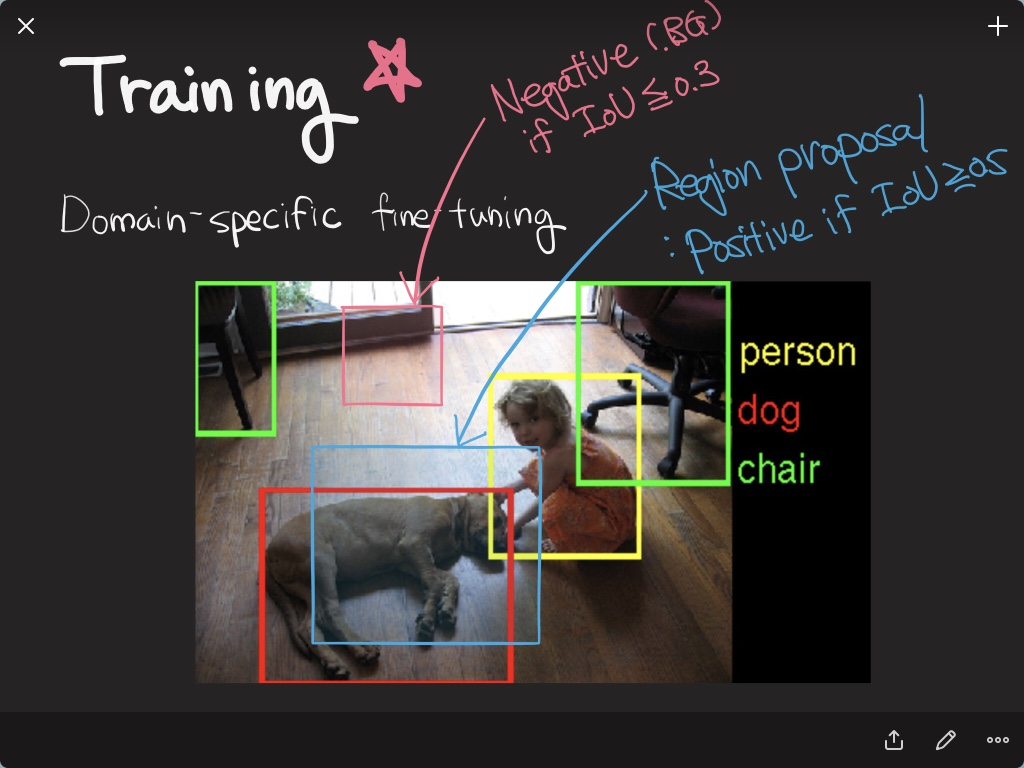 Training
Negative (BG)
if IoU ≤ 0.3
Region proposal
: Positive if IoU ≥ 0.5
Domain-specific fine-tuning
person
dog
chair